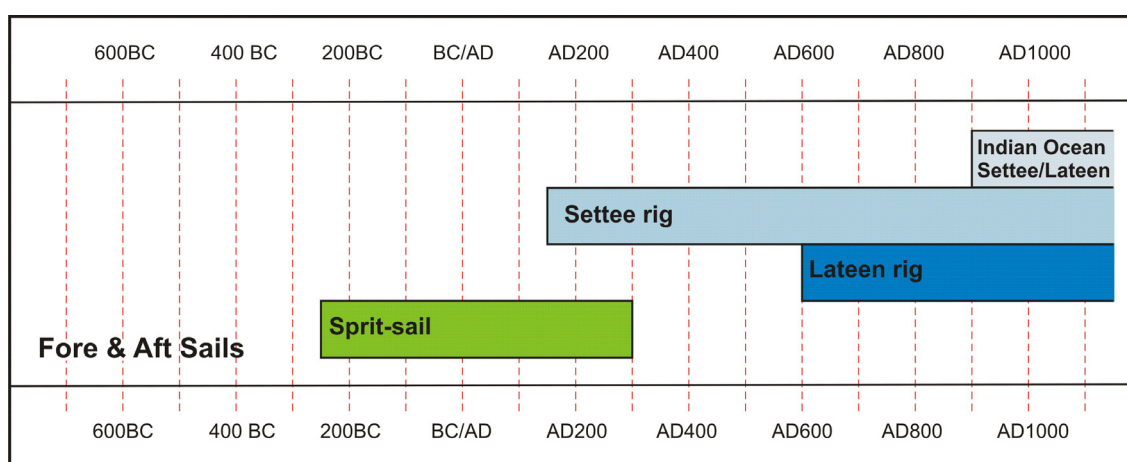 600BC 400 BC 200BC BC/AD AD200 AD400 AD600 AD800 AD1000
Indian Ocean
Settee/Lateen
Settee rig
Lateen rig
Sprit-sail
Fore & Aft Sails
600BC 400 BC 200BC BC/AD AD200 AD400 AD600 AD800 AD1000